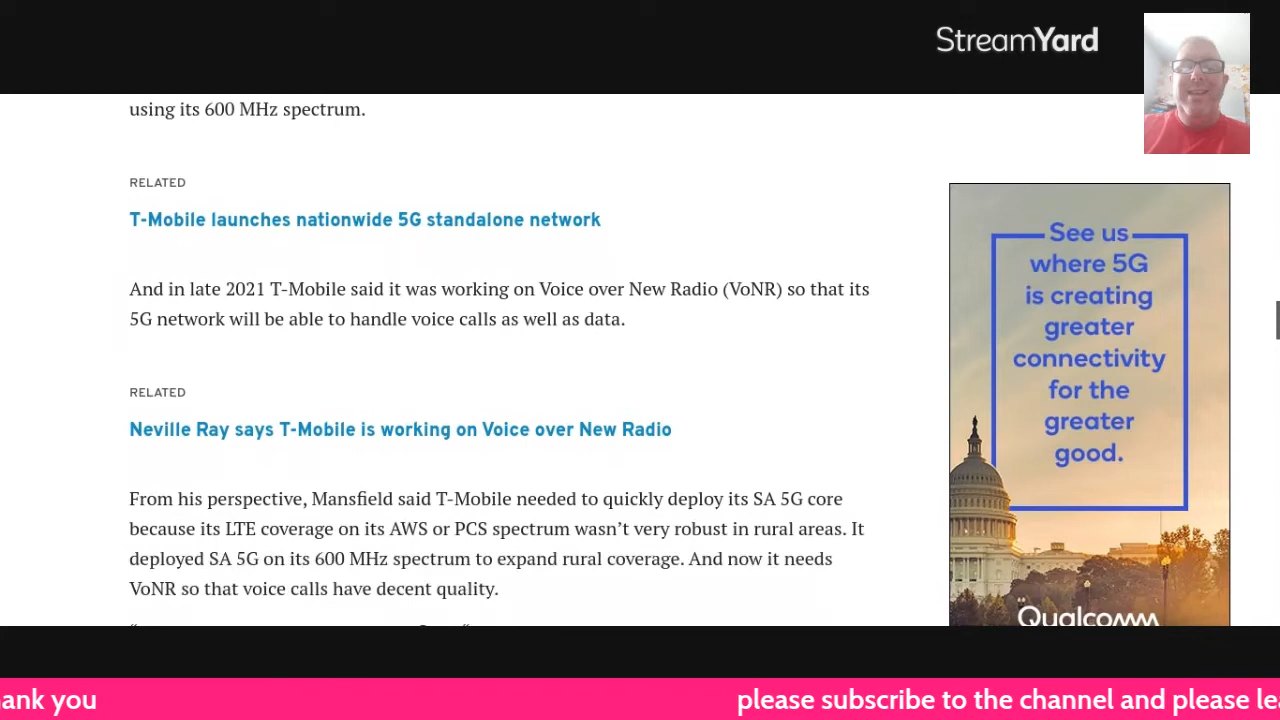 StreamYard
using its 600 MHz spectrum.
RELATED
T-Mobile launches nationwide 5G standalone network
And in late 2021 T-Mobile said it was working on Voice over New Radio (VoNR) so that its
5G network will be able to handle voice calls as well as data.
RELATED
Neville Ray says T-Mobile is working on Voice over New Radio
From his perspective, Mansfield said T-Mobile needed to quickly deploy its SA 5G core
because its LTE coverage on its AWS or PCS spectrum wasn’t very robust in rural areas. It
deployed SA 5G on its 600 MHz spectrum to expand rural coverage. And now it needs
VoNR so that voice calls have decent quality.
See us
where 5G
is creating
greater
connectivity
for the
greater
good.
Qualcomm
ank you please subscribe to the channel and please lea